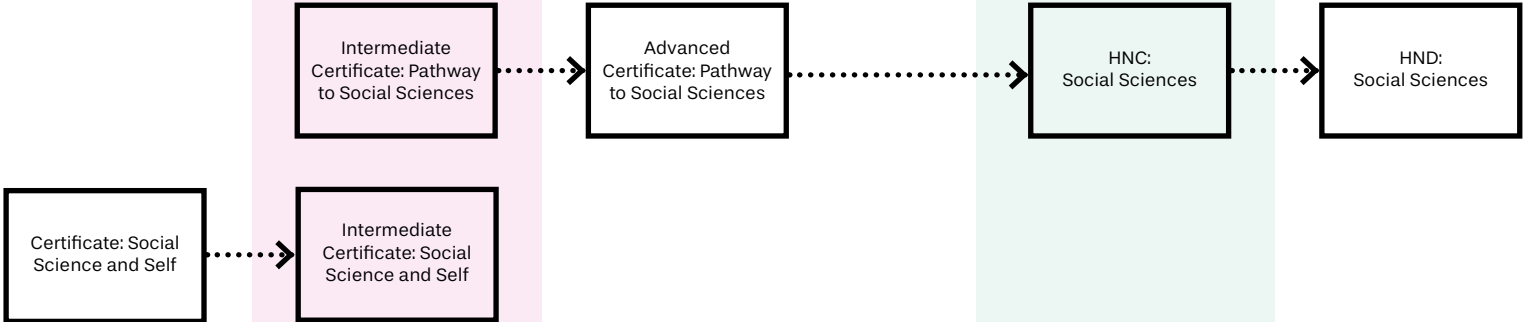 Intermediate
Certificate: Pathway
to Social Sciences
Advanced
Certificate: Pathway
to Social Sciences
HNC:
Social Sciences
HND:
Social Sciences
Certificate: Social
Science and Self
Intermediate
Certificate: Social
Science and Self